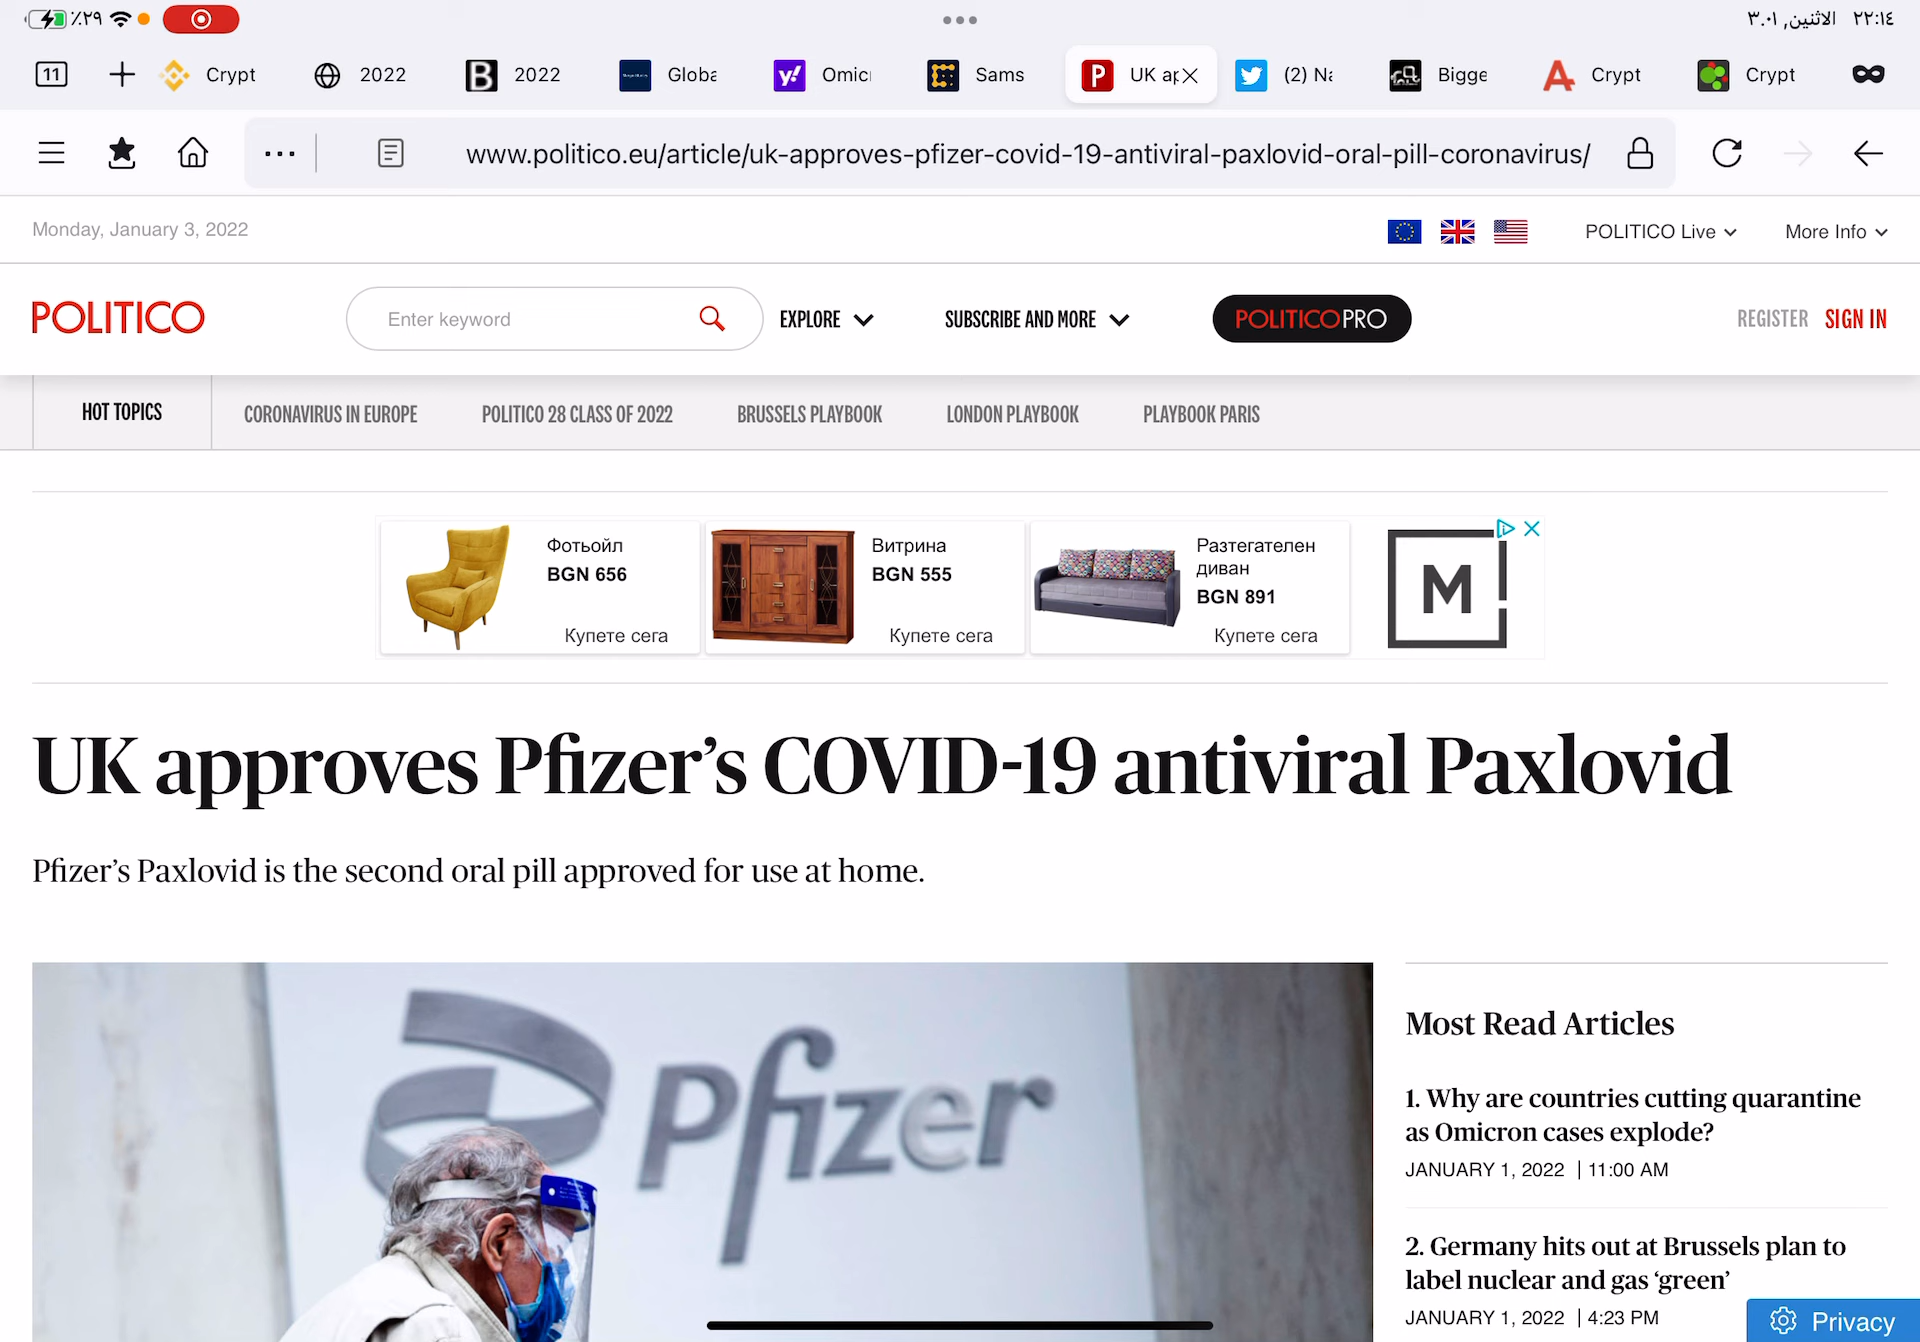 ٪٢٩
الاثنين, ٣.٠١ ٢٢:١٤
11
Crypt
2022
B
2022
Globa
y!
Omic
Sams
P
UK ap
(2) Na
Bigge
Crypt
Crypt
www.politico.eu/article/uk-approves-pfizer-covid-19-antiviral-paxlovid-oral-pill-coronavirus/
Monday, January 3, 2022
POLITICO Live
More Info
POLITICO
Enter keyword
EXPLORE
SUBSCRIBE AND MORE
POLITICOPRO
REGISTER
SIGN IN
HOT TOPICS
CORONAVIRUS IN EUROPE
POLITICO 28 CLASS OF 2022
BRUSSELS PLAYBOOK
LONDON PLAYBOOK
PLAYBOOK PARIS
Фотьойл
BGN 656
Купете сега
Витрина
BGN 555
Купете сега
Разтегателен
диван
BGN 891
Купете сега
M
UK approves Pfizer’s COVID-19 antiviral Paxlovid
Pfizer’s Paxlovid is the second oral pill approved for use at home.
Pfizer
Most Read Articles
1. Why are countries cutting quarantine
as Omicron cases explode?
JANUARY 1, 2022 | 11:00 AM
2. Germany hits out at Brussels plan to
label nuclear and gas ‘green’
JANUARY 1, 2022 | 4:23 PM
Privacy